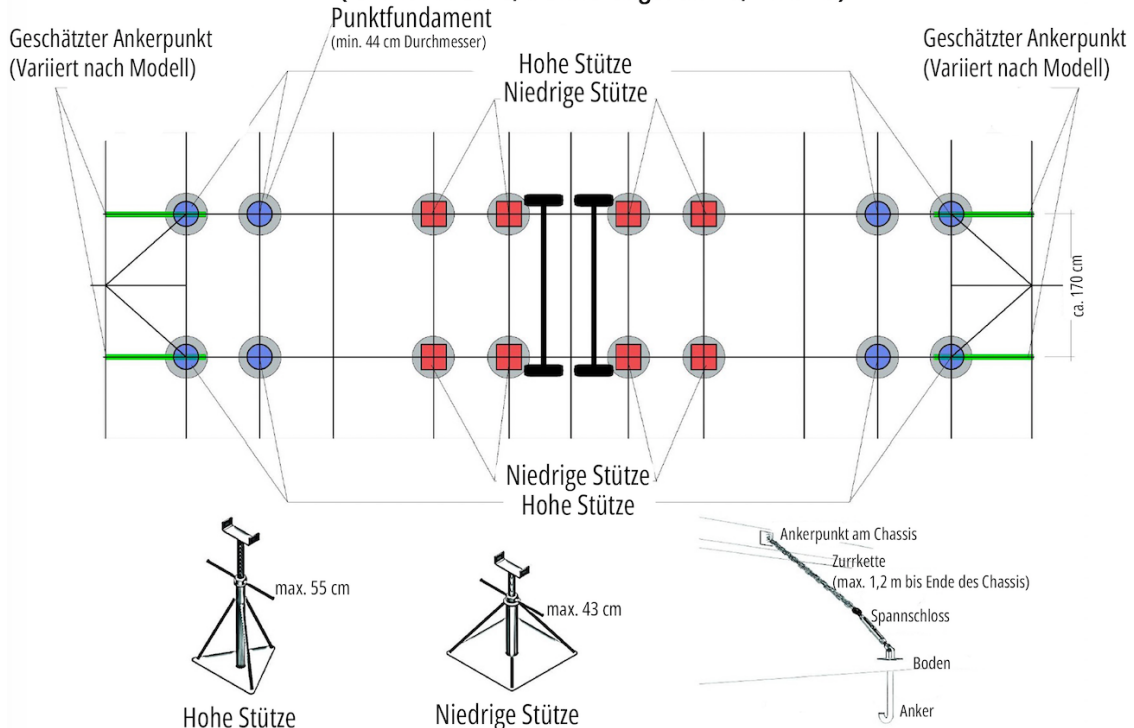 Punktfundament
(min. 44 cm Durchmesser)
Geschätzter Ankerpunkt
(Variiert nach Modell)
Geschätzter Ankerpunkt
(Variiert nach Modell)
Hohe Stütze
Niedrige Stütze
ca. 170 cm
Niedrige Stütze
Hohe Stütze
max. 55 cm
Hohe Stütze
max. 43 cm
Niedrige Stütze
Ankerpunkt am Chassis
Zurrkette
(max. 1,2 m bis Ende des Chassis)
Spannschloss
Boden
Anker